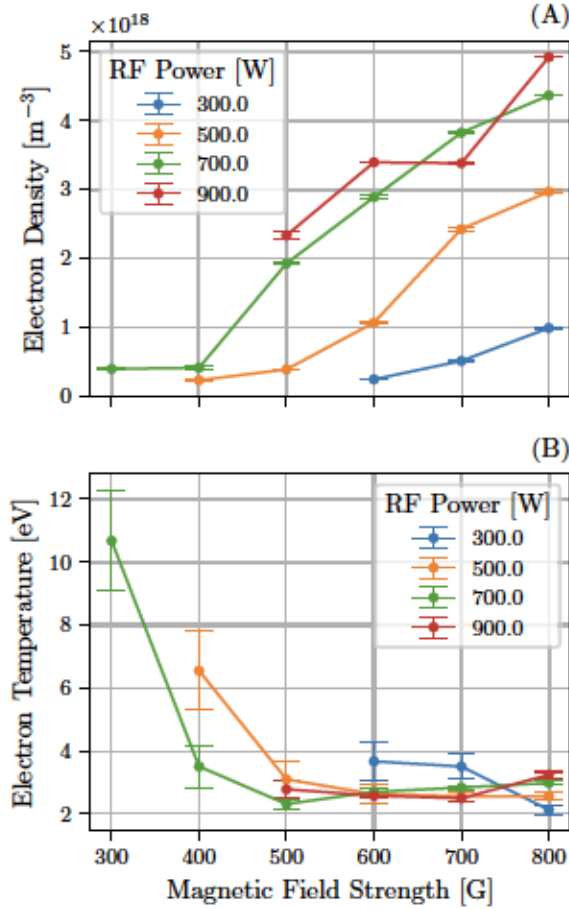 ×10¹⁸
(A)
RF Power [W]
300.0
500.0
700.0
900.0
Electron Density [m⁻³]
5
4
3
2
1
0
(B)
RF Power [W]
300.0
500.0
700.0
900.0
Electron Temperature [eV]
12
10
8
6
4
2
300 400 500 600 700 800
Magnetic Field Strength [G]